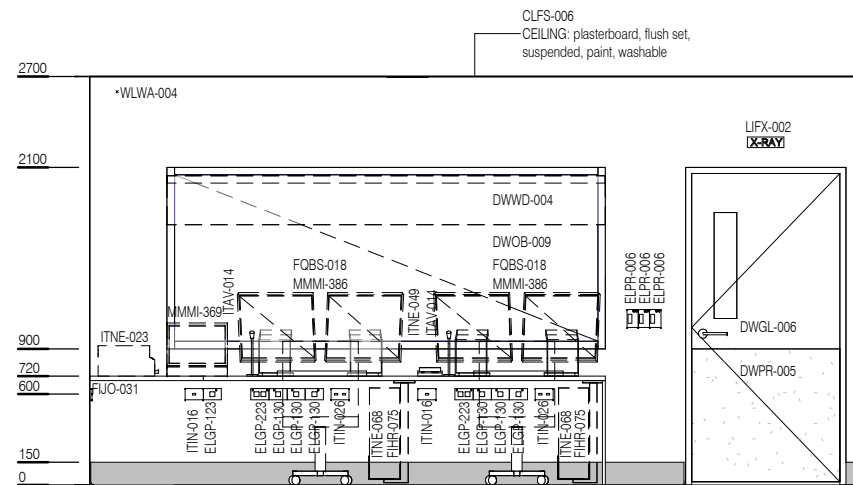 CLFS-006
CEILING: plasterboard, flush set,
suspended, paint, washable
2700
WLWA-004
LIFX-002
X-RAY
2100
DWWD-004
DWOB-009
FQBS-018
MMMI-386
FQBS-018
MMMI-386
ITAV-014
ITNE-049
ITAV-014
ELPR-006
ELPR-006
ELPR-006
MMMI-369
ITNE-023
DWGL-006
900
720
DWPR-005
600
FIJO-031
ITIN-016
ELGP-123
ELGP-223
ELGP-130
ELGP-130
ELGP-130
ITIN-026
ITNE-068
FIHR-075
ITIN-016
ELGP-223
ELGP-130
ELGP-130
ELGP-130
ITIN-026
ITNE-068
FIHR-075
150
0